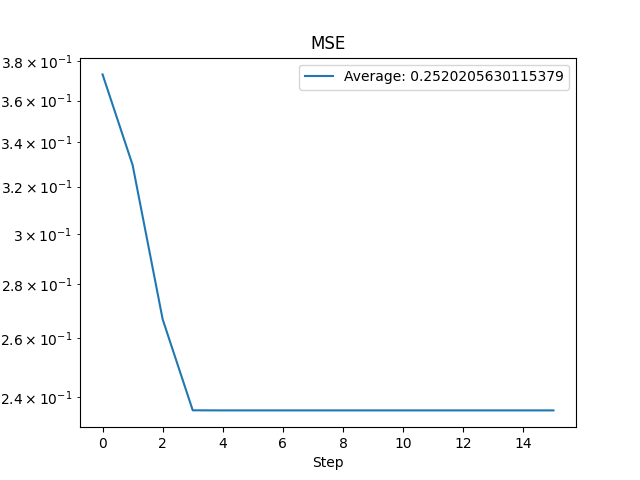 MSE
Average: 0.2520205630115379
3.8 × 10⁻¹
3.6 × 10⁻¹
3.4 × 10⁻¹
3.2 × 10⁻¹
3 × 10⁻¹
2.8 × 10⁻¹
2.6 × 10⁻¹
2.4 × 10⁻¹
0 2 4 6 8 10 12 14
Step